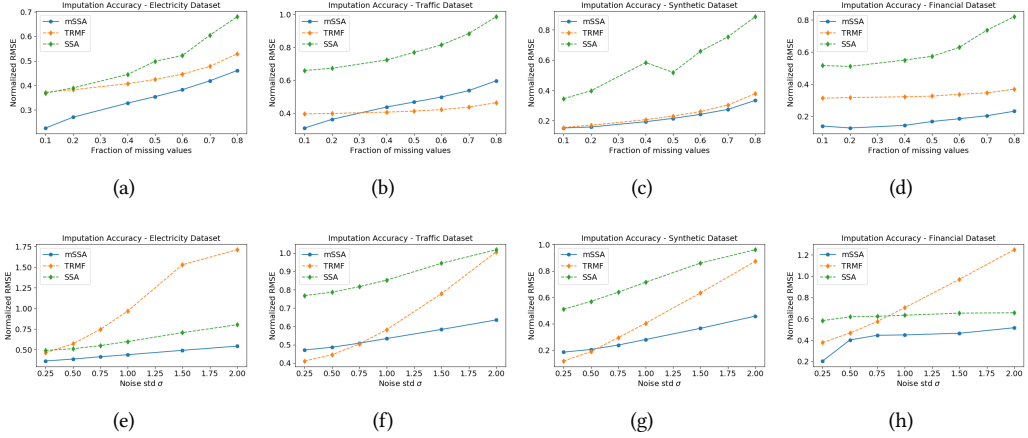 Imputation Accuracy - Electricity Dataset
Normalized RMSE
0.7
0.6
0.5
0.4
0.3
mSSA
TRMF
SSA
0.1 0.2 0.3 0.4 0.5 0.6 0.7 0.8
Fraction of missing values
(a)
Imputation Accuracy - Traffic Dataset
Normalized RMSE
1.0
0.8
0.6
0.4
mSSA
TRMF
SSA
0.1 0.2 0.3 0.4 0.5 0.6 0.7 0.8
Fraction of missing values
(b)
Imputation Accuracy - Synthetic Dataset
Normalized RMSE
0.8
0.6
0.4
0.2
mSSA
TRMF
SSA
0.1 0.2 0.3 0.4 0.5 0.6 0.7 0.8
Fraction of missing values
(c)
Imputation Accuracy - Financial Dataset
Normalized RMSE
0.8
0.6
0.4
0.2
mSSA
TRMF
SSA
0.1 0.2 0.3 0.4 0.5 0.6 0.7 0.8
Fraction of missing values
(d)
Imputation Accuracy - Electricity Dataset
Normalized RMSE
1.75
1.50
1.25
1.00
0.75
0.50
mSSA
TRMF
SSA
0.25 0.50 0.75 1.00 1.25 1.50 1.75 2.00
Noise std σ
(e)
Imputation Accuracy - Traffic Dataset
Normalized RMSE
1.0
0.9
0.8
0.7
0.6
0.5
0.4
mSSA
TRMF
SSA
0.25 0.50 0.75 1.00 1.25 1.50 1.75 2.00
Noise std σ
(f)
Imputation Accuracy - Synthetic Dataset
Normalized RMSE
1.0
0.8
0.6
0.4
0.2
mSSA
TRMF
SSA
0.25 0.50 0.75 1.00 1.25 1.50 1.75 2.00
Noise std σ
(g)
Imputation Accuracy - Financial Dataset
Normalized RMSE
1.2
1.0
0.8
0.6
0.4
0.2
mSSA
TRMF
SSA
0.25 0.50 0.75 1.00 1.25 1.50 1.75 2.00
Noise std σ
(h)